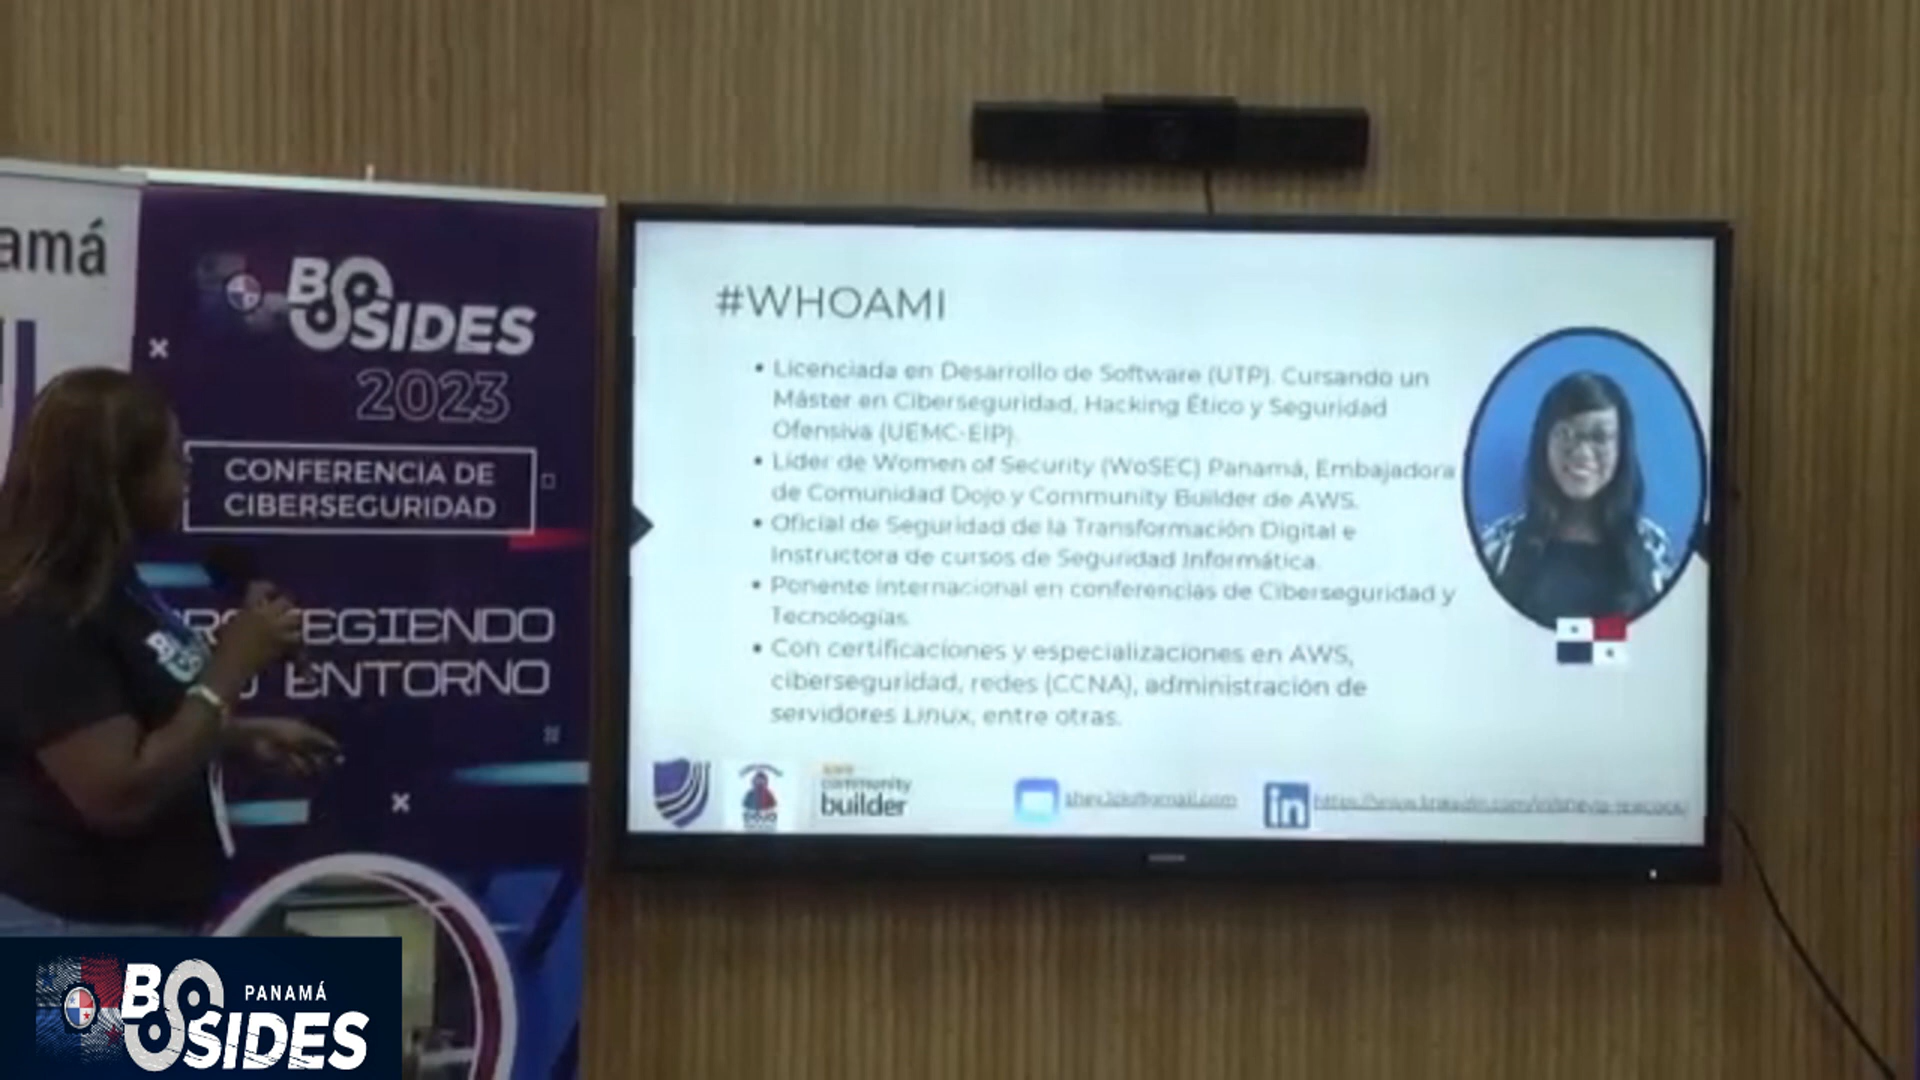 amá
BSIDES
2023
CONFERENCIA DE
CIBERSEGURIDAD
EGIENDO
ENTORNO
#WHOAMI
• Licenciada en Desarrollo de Software (UTP). Cursando un
Máster en Ciberseguridad, Hacking Ético y Seguridad
Ofensiva (UEMC-EIP).
• Líder de Women of Security (WoSEC) Panamá, Embajadora
de Comunidad Dojo y Community Builder de AWS.
• Oficial de Seguridad de la Transformación Digital e
Instructora de cursos de Seguridad Informática.
• Ponente internacional en conferencias de Ciberseguridad y
Tecnologías.
• Con certificaciones y especializaciones en AWS,
ciberseguridad, redes (CCNA), administración de
servidores Linux, entre otras.
DOJO
community
builder
in
BSIDES
PANAMÁ